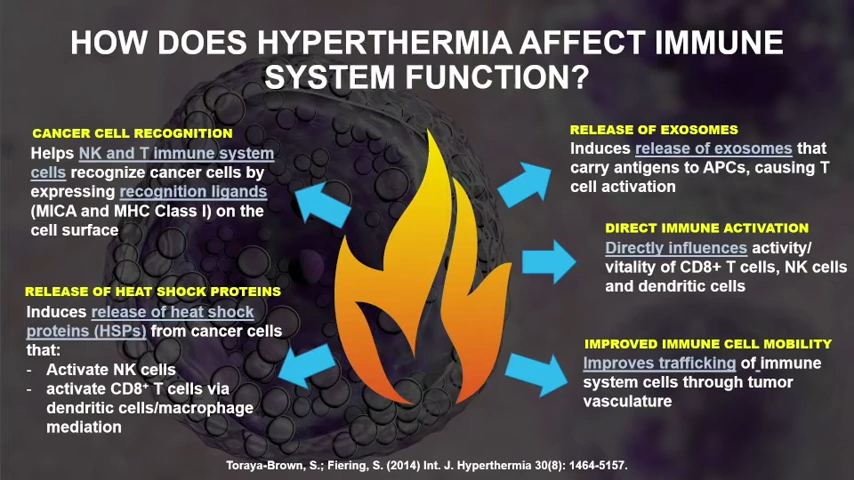 HOW DOES HYPERTHERMIA AFFECT IMMUNE
SYSTEM FUNCTION?
CANCER CELL RECOGNITION
Helps NK and T immune system
cells recognize cancer cells by
expressing recognition ligands
(MICA and MHC Class I) on the
cell surface
RELEASE OF HEAT SHOCK PROTEINS
Induces release of heat shock
proteins (HSPs) from cancer cells
that:
- Activate NK cells
- activate CD8⁺ T cells via
dendritic cells/macrophage
mediation
RELEASE OF EXOSOMES
Induces release of exosomes that
carry antigens to APCs, causing T
cell activation
DIRECT IMMUNE ACTIVATION
Directly influences activity/
vitality of CD8+ T cells, NK cells
and dendritic cells
IMPROVED IMMUNE CELL MOBILITY
Improves trafficking of immune
system cells through tumor
vasculature
Toraya-Brown, S.; Fiering, S. (2014) Int. J. Hyperthermia 30(8): 1464-5157.